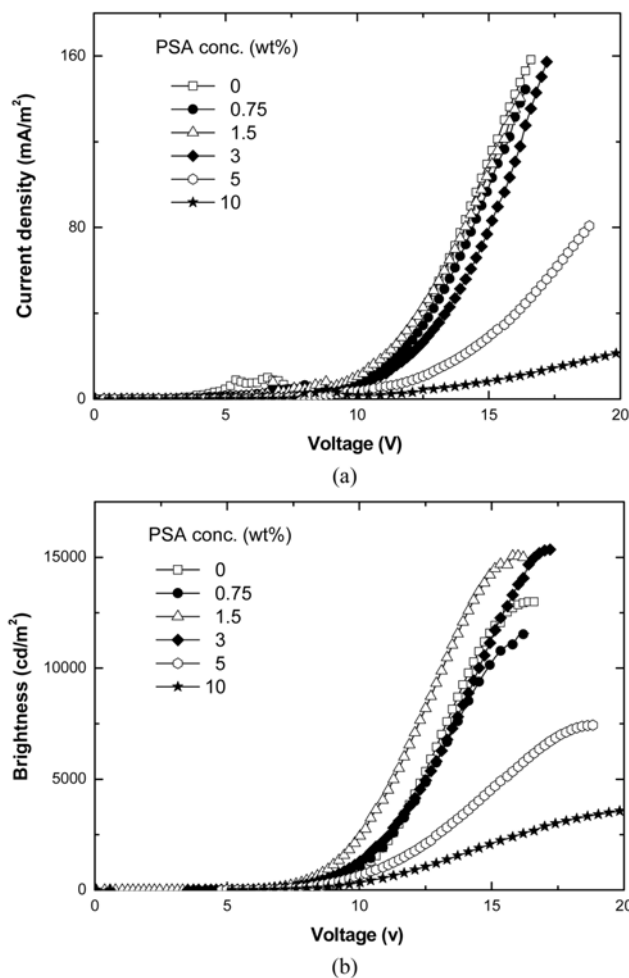 160
80
0
Current density (mA/m²)
PSA conc. (wt%)
0
0.75
1.5
3
5
10
0 5 10 15 20
Voltage (V)
(a)
15000
10000
5000
0
Brightness (cd/m²)
PSA conc. (wt%)
0
0.75
1.5
3
5
10
0 5 10 15 20
Voltage (v)
(b)